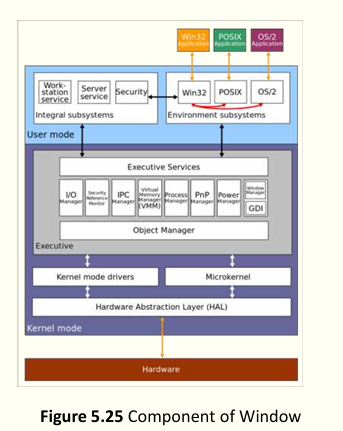 Win32 Application
POSIX Application
OS/2 Application
Work-station service
Server service
Security
Win32
POSIX
OS/2
Integral subsystems
Environment subsystems
User mode
Executive Services
I/O Manager
Security Reference Monitor
IPC Manager
Virtual Memory Manager (VMM)
Process Manager
PnP Manager
Power Manager
Window Manager
GDI
Object Manager
Executive
Kernel mode drivers
Microkernel
Hardware Abstraction Layer (HAL)
Kernel mode
Hardware
Figure 5.25 Component of Window